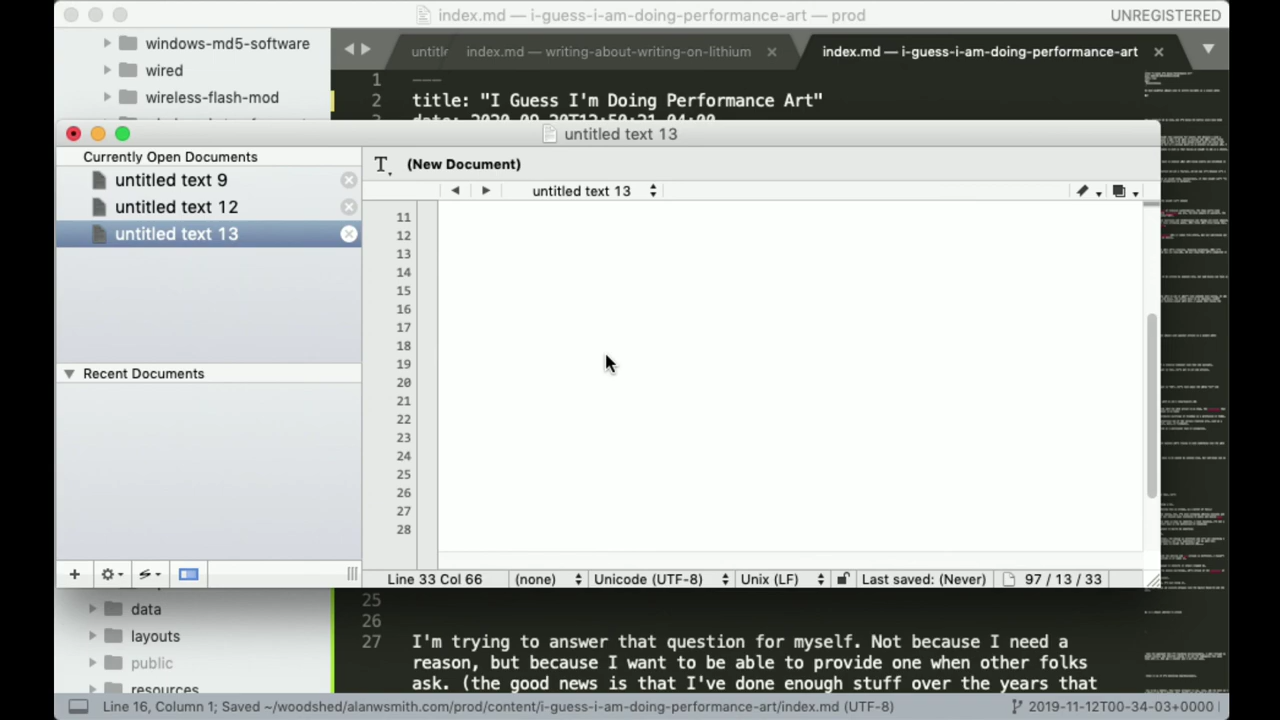 index.md — i-guess-i-am-doing-performance-art — prod
UNREGISTERED
windows-md5-software
wired
wireless-flash-mod
index.md — writing-about-writing-on-lithium
index.md — i-guess-i-am-doing-performance-art
1 ---
2 title: "I Guess I'm Doing Performance Art"
untitled text 13
Currently Open Documents
untitled text 9
untitled text 12
untitled text 13
Recent Documents
(New Document)
untitled text 13
11
12
13
14
15
16
17
18
19
20
21
22
23
24
25
26
27
28
Line 33 Col 1
(none)
Unicode (UTF-8)
Unix (LF)
Last saved: (Never)
97 / 13 / 33
data
layouts
public
resources
25
26
27 I'm trying to answer that question for myself. Not because I need a
reason, but because I want to be able to provide one when other folks
ask. (The good news is that I've done enough stuff over the years that
Line 16, Column 1; Saved ~/woodshed/alanwsmith.com/prod/content/i-guess-i-am-doing-performance-art/index.md (UTF-8)
2019-11-12T00-34-03+0000